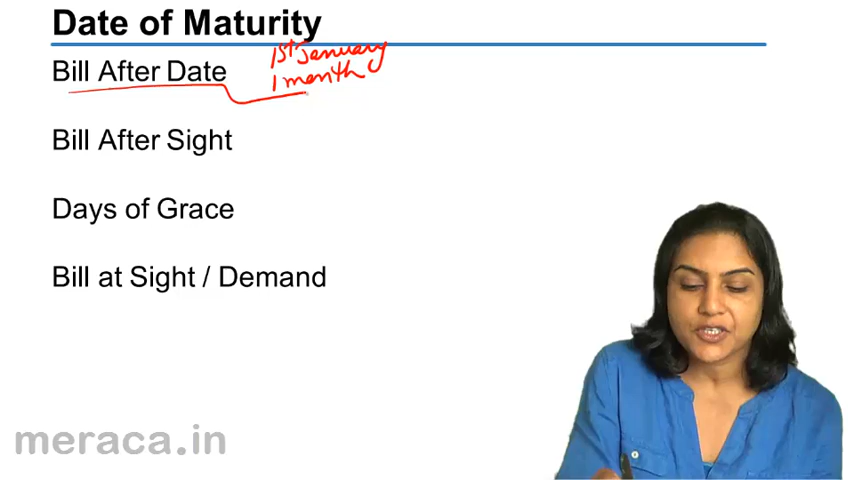 Date of Maturity
Bill After Date
1st January
1 month
Bill After Sight
Days of Grace
Bill at Sight / Demand
meraca.in